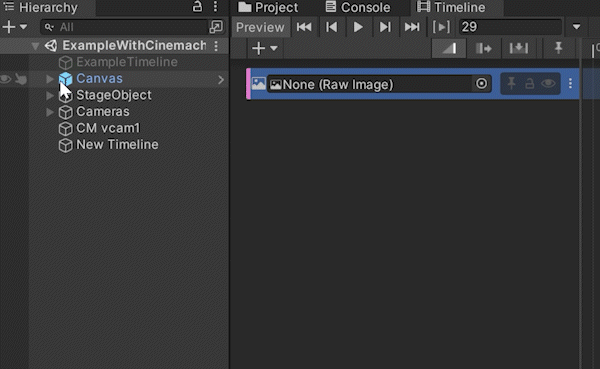 Hierarchy
All
ExampleWithCinemach
ExampleTimeline
Canvas
StageObject
Cameras
CM vcam1
New Timeline
Project Console Timeline
Preview 29
None (Raw Image)